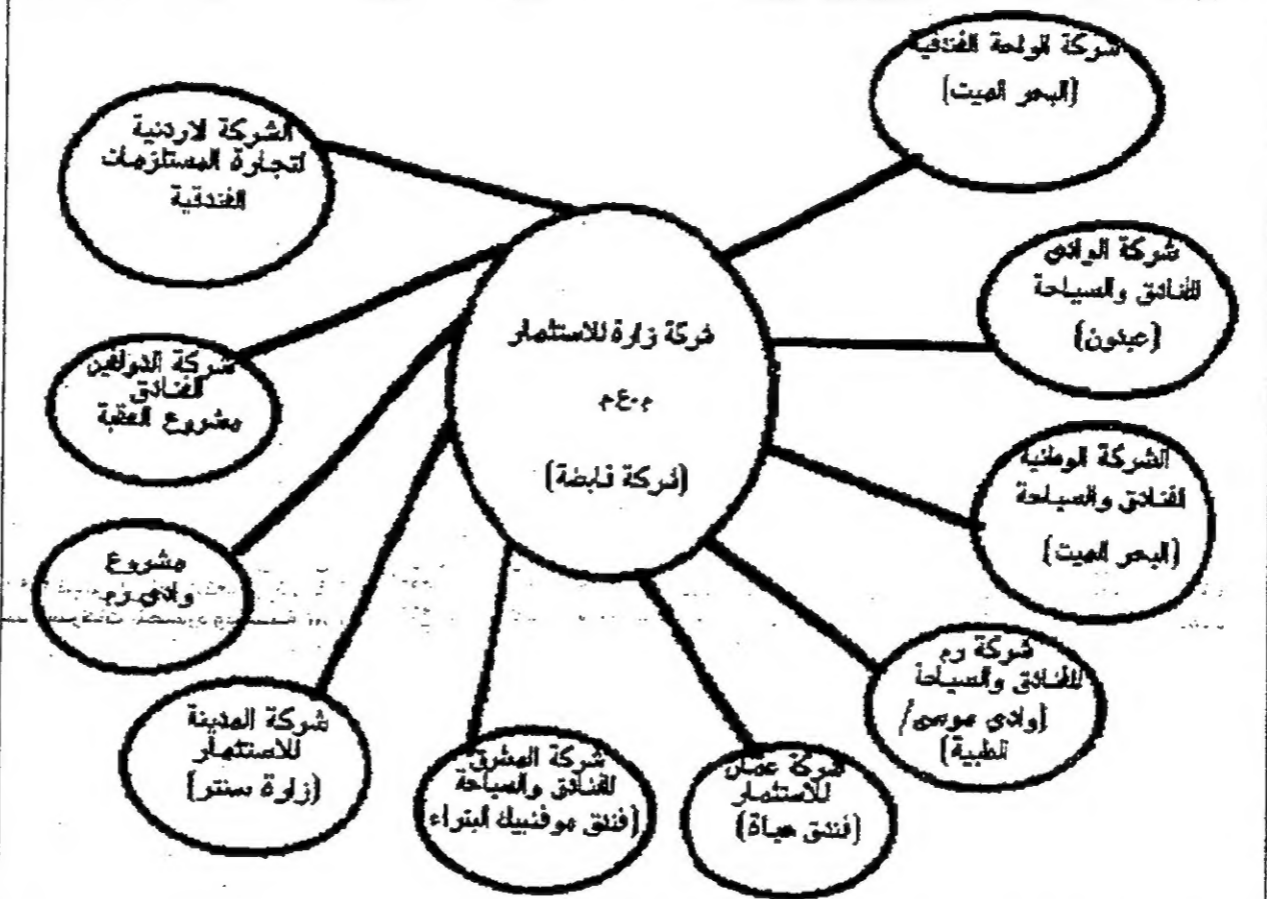 شركة الواحة الفندقية
(البحر الميت)
الشركة الاردنية
لتجارة المستلزمات
الفندقية
شركة الوادي
للفنادق والسياحة
(عبدون)
شركة زارة للاستثمار
م.ع.م
(شركة قابضة)
شركة الدولفين
للفنادق
مشروع العقبة
الشركة الوطنية
للفنادق والسياحة
(البحر الميت)
مشروع
وادي رم
شركة رم
للفنادق والسياحة
(وادي موسى/
الطيبة)
شركة المدينة
للاستثمار
(زارة سنتر)
شركة المشرق
للفنادق والسياحة
(فندق موفنبيك البتراء)
شركة عمان
للاستثمار
(فندق حياة)